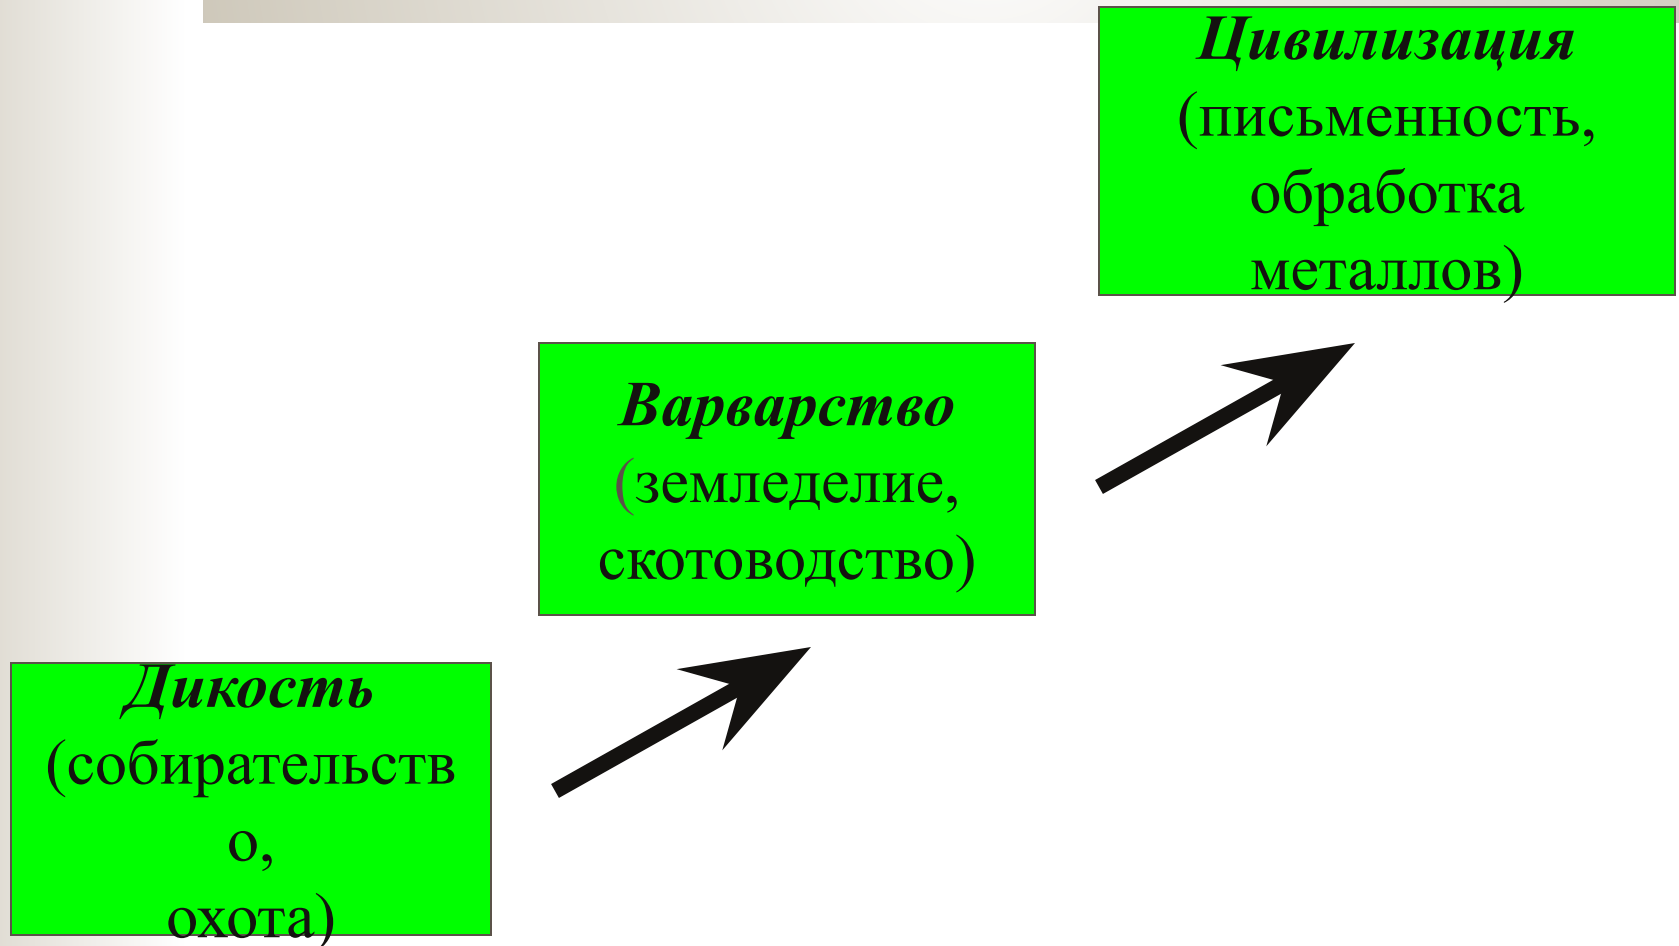 Цивилизация
(письменность,
обработка
металлов)
Варварство
(земледелие,
скотоводство)
Дикость
(собирательств
о,
охота)